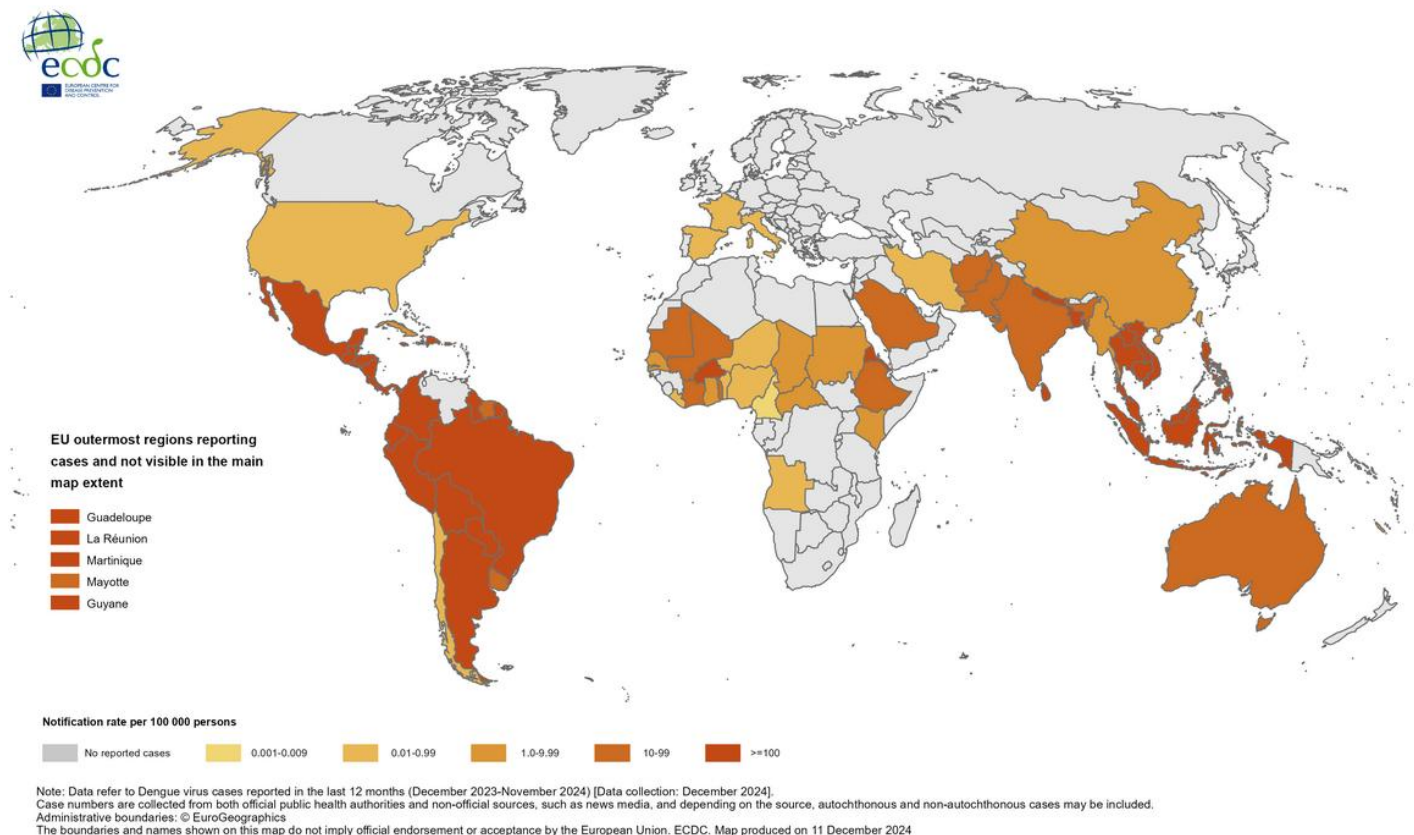 ecdc
EUROPEAN CENTRE FOR
DISEASE PREVENTION
AND CONTROL
EU outermost regions reporting
cases and not visible in the main
map extent
Guadeloupe
La Réunion
Martinique
Mayotte
Guyane
Notification rate per 100 000 persons
No reported cases
0.001-0.009
0.01-0.99
1.0-9.99
10-99
>=100
Note: Data refer to Dengue virus cases reported in the last 12 months (December 2023-November 2024) [Data collection: December 2024].
Case numbers are collected from both official public health authorities and non-official sources, such as news media, and depending on the source, autochthonous and non-autochthonous cases may be included.
Administrative boundaries: © EuroGeographics
The boundaries and names shown on this map do not imply official endorsement or acceptance by the European Union. ECDC. Map produced on 11 December 2024